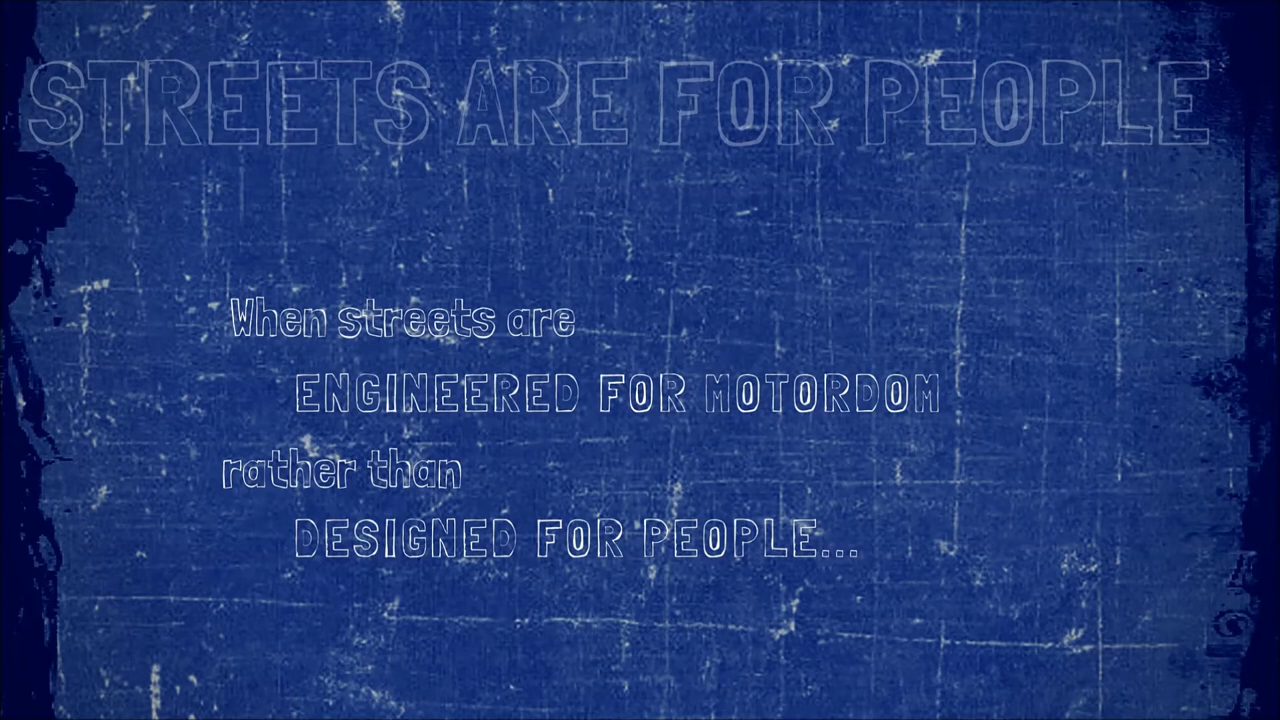 STREETS ARE FOR PEOPLE
When streets are
ENGINEERED FOR MOTORDOM
rather than
DESIGNED FOR PEOPLE...